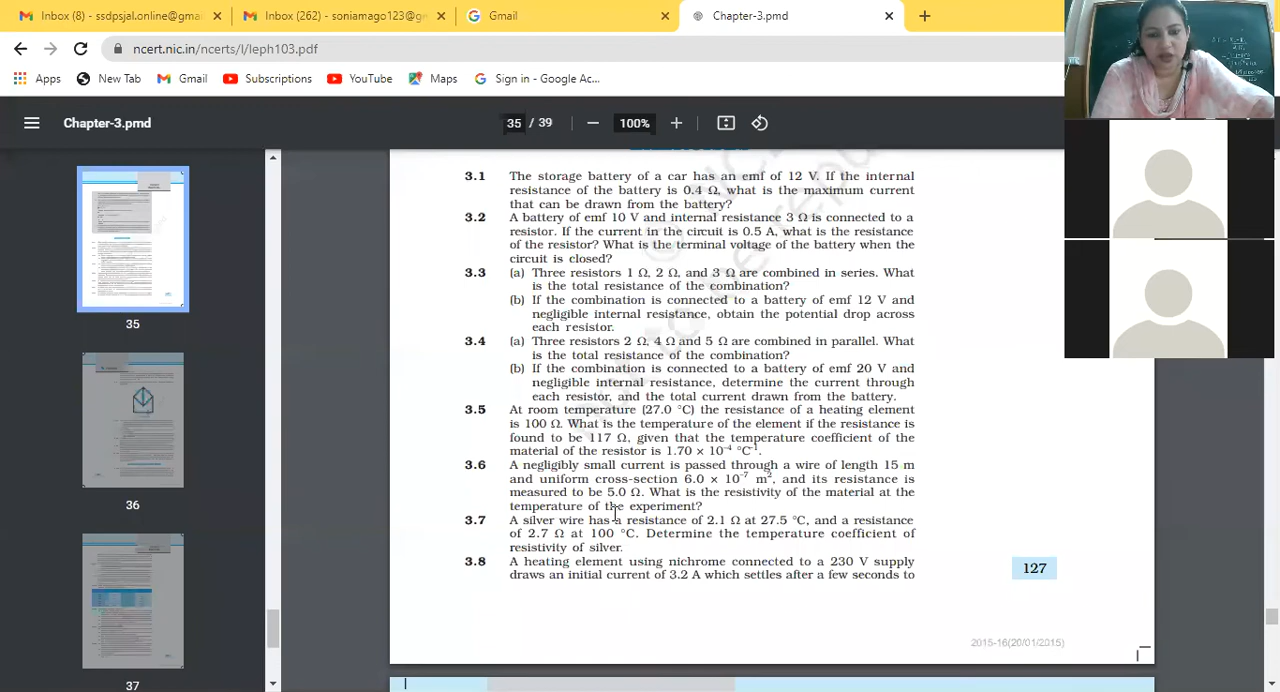 Inbox (8) - ssdpsjal.online@gma
Inbox (262) - soniamago123@g
Gmail
Chapter-3.pmd
ncert.nic.in/ncerts/l/leph103.pdf
Apps
New Tab
Gmail
Subscriptions
YouTube
Maps
Sign in - Google Ac...
Chapter-3.pmd
35 / 39
100%
35
36
37
3.1 The storage battery of a car has an emf of 12 V. If the internal
resistance of the battery is 0.4 Ω, what is the maximum current
that can be drawn from the battery?
3.2 A battery of emf 10 V and internal resistance 3 Ω is connected to a
resistor. If the current in the circuit is 0.5 A, what is the resistance
of the resistor? What is the terminal voltage of the battery when the
circuit is closed?
3.3 (a) Three resistors 1 Ω, 2 Ω, and 3 Ω are combined in series. What
is the total resistance of the combination?
(b) If the combination is connected to a battery of emf 12 V and
negligible internal resistance, obtain the potential drop across
each resistor.
3.4 (a) Three resistors 2 Ω, 4 Ω and 5 Ω are combined in parallel. What
is the total resistance of the combination?
(b) If the combination is connected to a battery of emf 20 V and
negligible internal resistance, determine the current through
each resistor, and the total current drawn from the battery.
3.5 At room temperature (27.0 °C) the resistance of a heating element
is 100 Ω. What is the temperature of the element if the resistance is
found to be 117 Ω, given that the temperature coefficient of the
material of the resistor is 1.70 × 10⁻⁴ °C⁻¹.
3.6 A negligibly small current is passed through a wire of length 15 m
and uniform cross-section 6.0 × 10⁻⁷ m², and its resistance is
measured to be 5.0 Ω. What is the resistivity of the material at the
temperature of the experiment?
3.7 A silver wire has a resistance of 2.1 Ω at 27.5 °C, and a resistance
of 2.7 Ω at 100 °C. Determine the temperature coefficient of
resistivity of silver.
3.8 A heating element using nichrome connected to a 230 V supply
draws an initial current of 3.2 A which settles after a few seconds to
127
2015-16(20/01/2015)